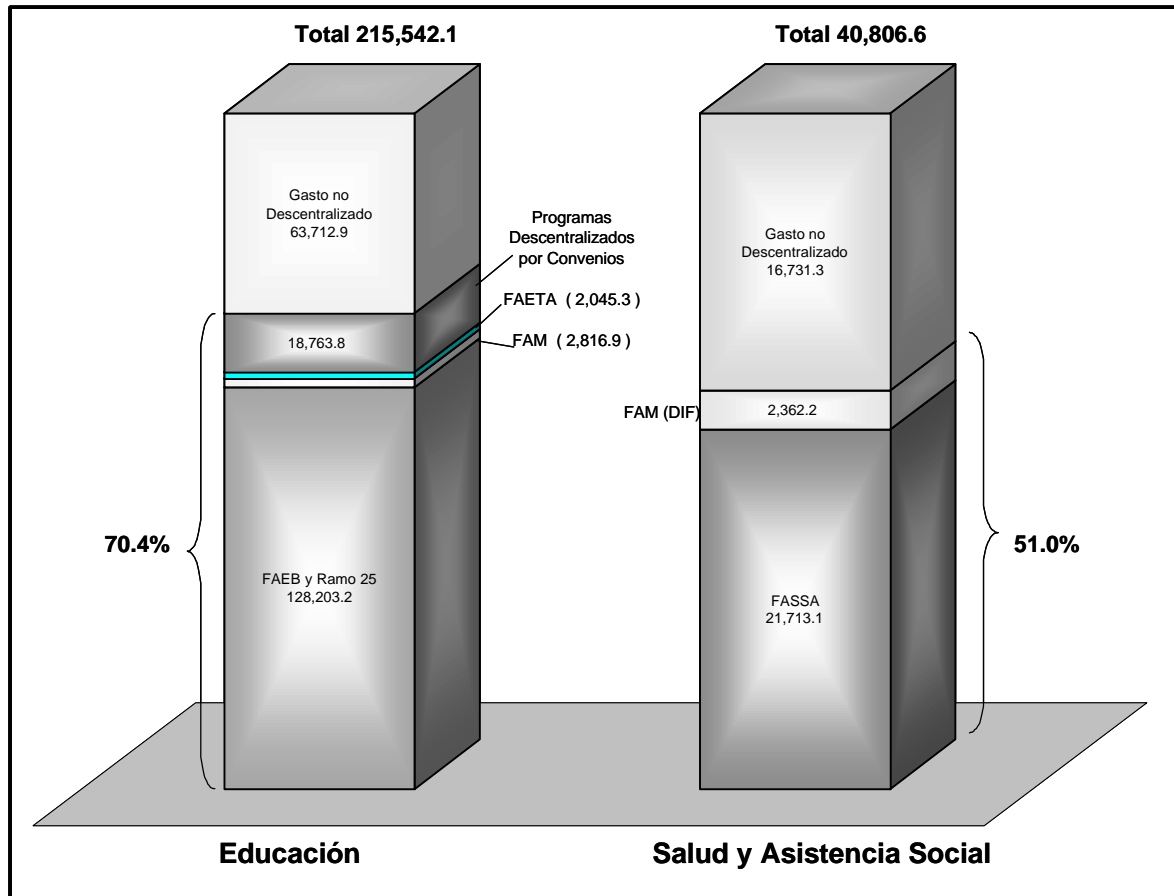 Total 215,542.1
Total 40,806.6
Gasto no
Descentralizado
63,712.9
Programas
Descentralizados
por Convenios
FAETA ( 2,045.3 )
FAM ( 2,816.9 )
18,763.8
70.4%
FAEB y Ramo 25
128,203.2
Gasto no
Descentralizado
16,731.3
FAM (DIF)
2,362.2
51.0%
FASSA
21,713.1
Educación
Salud y Asistencia Social